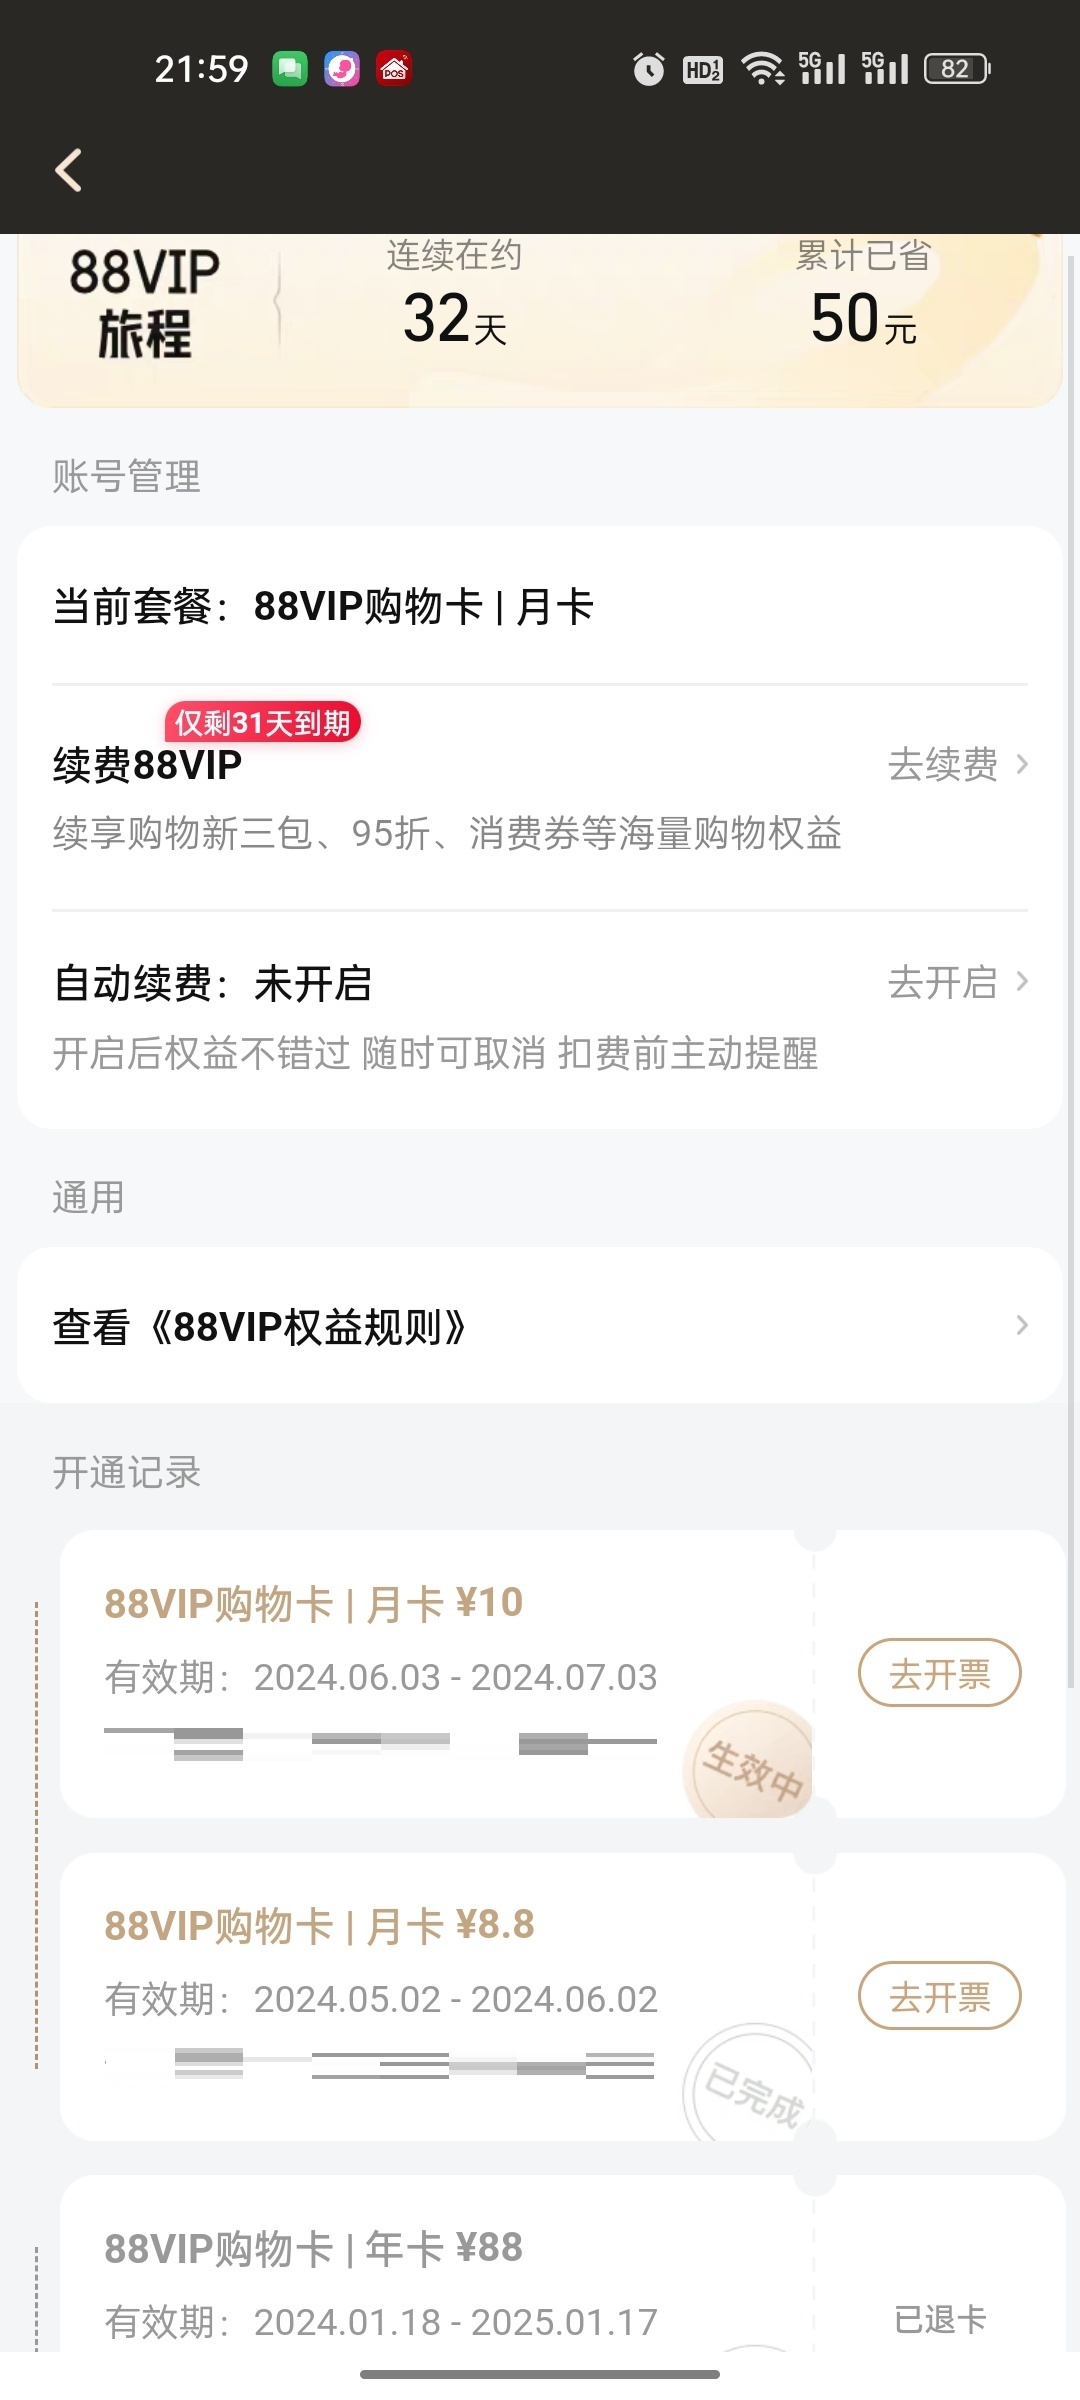 21:59
POS
HD1 2
5G
5G
82
88VIP
旅程
连续在约
32天
累计已省
50元
账号管理
当前套餐：88VIP购物卡 | 月卡
仅剩31天到期
续费88VIP
去续费
续享购物新三包、95折、消费券等海量购物权益
自动续费：未开启
去开启
开启后权益不错过 随时可取消 扣费前主动提醒
通用
查看《88VIP权益规则》
开通记录
88VIP购物卡 | 月卡 ¥10
有效期：2024.06.03 - 2024.07.03
去开票
生效中
88VIP购物卡 | 月卡 ¥8.8
有效期：2024.05.02 - 2024.06.02
去开票
已完成
88VIP购物卡 | 年卡 ¥88
有效期：2024.01.18 - 2025.01.17
已退卡